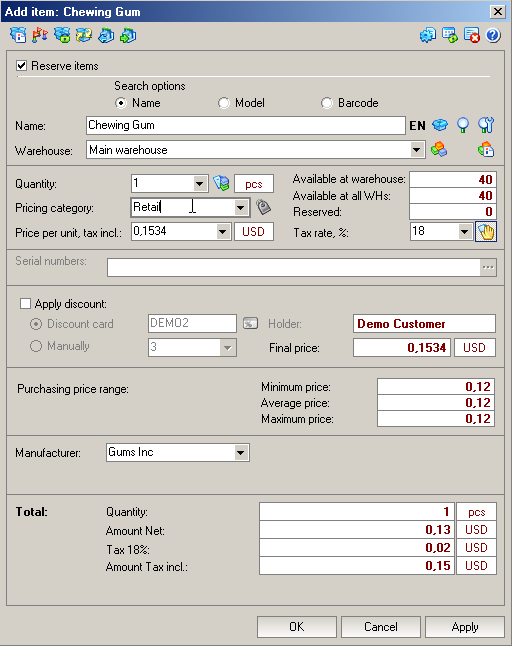 Add item: Chewing Gum
Reserve items
Search options
Name Model Barcode
Name: Chewing Gum EN
Warehouse: Main warehouse
Quantity: 1 pcs Available at warehouse: 40
Available at all WHs: 40
Pricing category: Retail Reserved: 0
Price per unit, tax incl.: 0,1534 USD Tax rate, %: 18
Serial numbers: ...
Apply discount:
Discount card DEMO2 Holder: Demo Customer
Manually 3 Final price: 0,1534 USD
Purchasing price range: Minimum price: 0,12
Average price: 0,12
Maximum price: 0,12
Manufacturer: Gums Inc
Total: Quantity: 1 pcs
Amount Net: 0,13 USD
Tax 18%: 0,02 USD
Amount Tax incl.: 0,15 USD
OK Cancel Apply